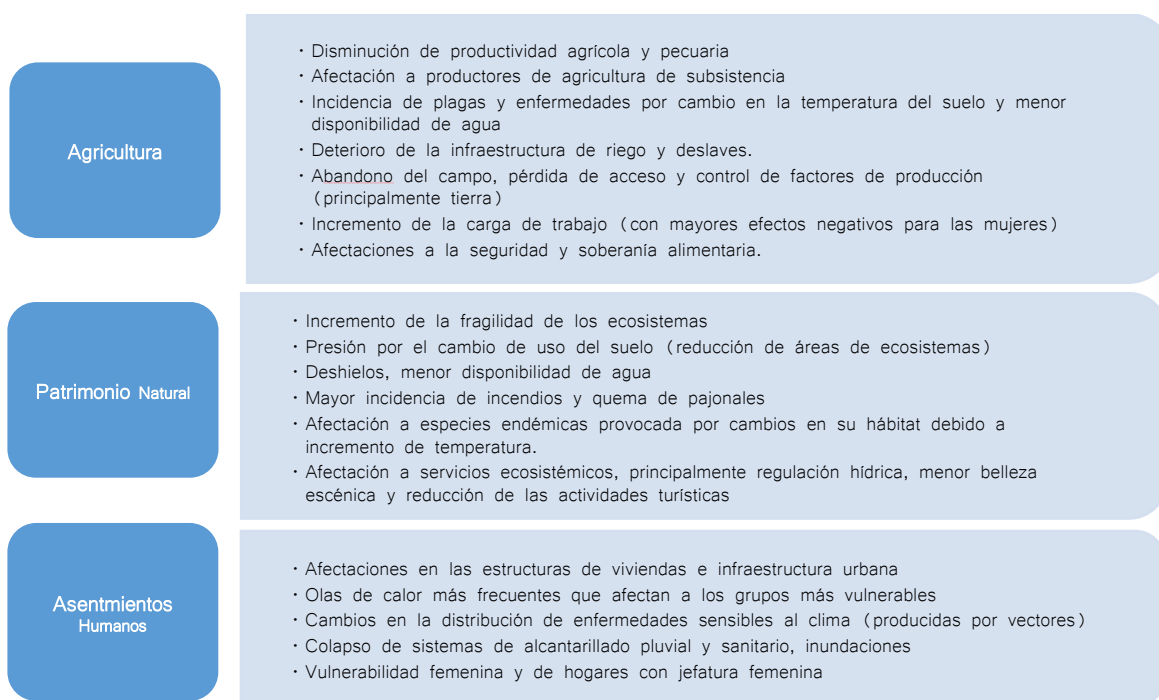 Agricultura
· Disminución de productividad agrícola y pecuaria
· Afectación a productores de agricultura de subsistencia
· Incidencia de plagas y enfermedades por cambio en la temperatura del suelo y menor
disponibilidad de agua
· Deterioro de la infraestructura de riego y deslaves.
· Abandono del campo, pérdida de acceso y control de factores de producción
(principalmente tierra)
· Incremento de la carga de trabajo (con mayores efectos negativos para las mujeres)
· Afectaciones a la seguridad y soberanía alimentaria.
Patrimonio Natural
· Incremento de la fragilidad de los ecosistemas
· Presión por el cambio de uso del suelo (reducción de áreas de ecosistemas)
· Deshielos, menor disponibilidad de agua
· Mayor incidencia de incendios y quema de pajonales
· Afectación a especies endémicas provocada por cambios en su hábitat debido a
incremento de temperatura.
· Afectación a servicios ecosistémicos, principalmente regulación hídrica, menor belleza
escénica y reducción de las actividades turísticas
Asentmientos
Humanos
· Afectaciones en las estructuras de viviendas e infraestructura urbana
· Olas de calor más frecuentes que afectan a los grupos más vulnerables
· Cambios en la distribución de enfermedades sensibles al clima (producidas por vectores)
· Colapso de sistemas de alcantarillado pluvial y sanitario, inundaciones
· Vulnerabilidad femenina y de hogares con jefatura femenina